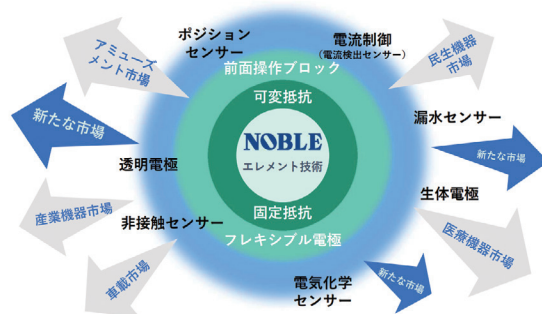 ポジション
センサー
電流制御
（電流検出センサー）
アミューズ
メント市場
民生機器
市場
前面操作ブロック
可変抵抗
新たな市場
漏水センサー
NOBLE
エレメント技術
新たな市場
透明電極
生体電極
産業機器市場
非接触センサー
固定抵抗
フレキシブル電極
医療機器市場
車載市場
電気化学
センサー
新たな市場